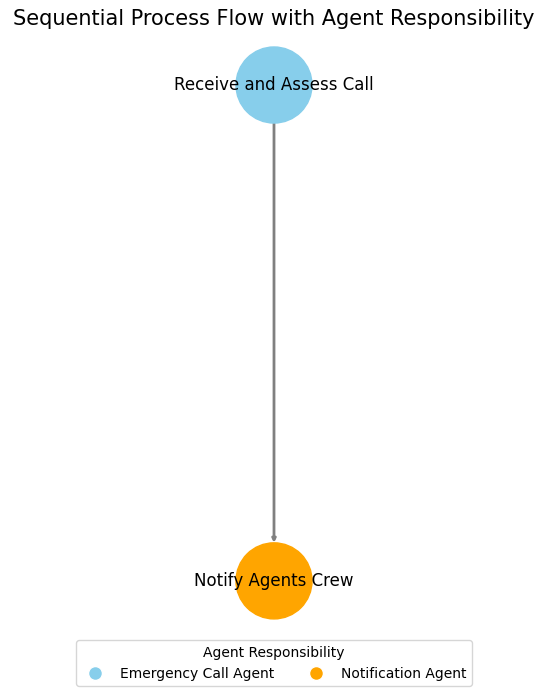 Sequential Process Flow with Agent Responsibility
Receive and Assess Call
Notify Agents Crew
Agent Responsibility
Emergency Call Agent
Notification Agent